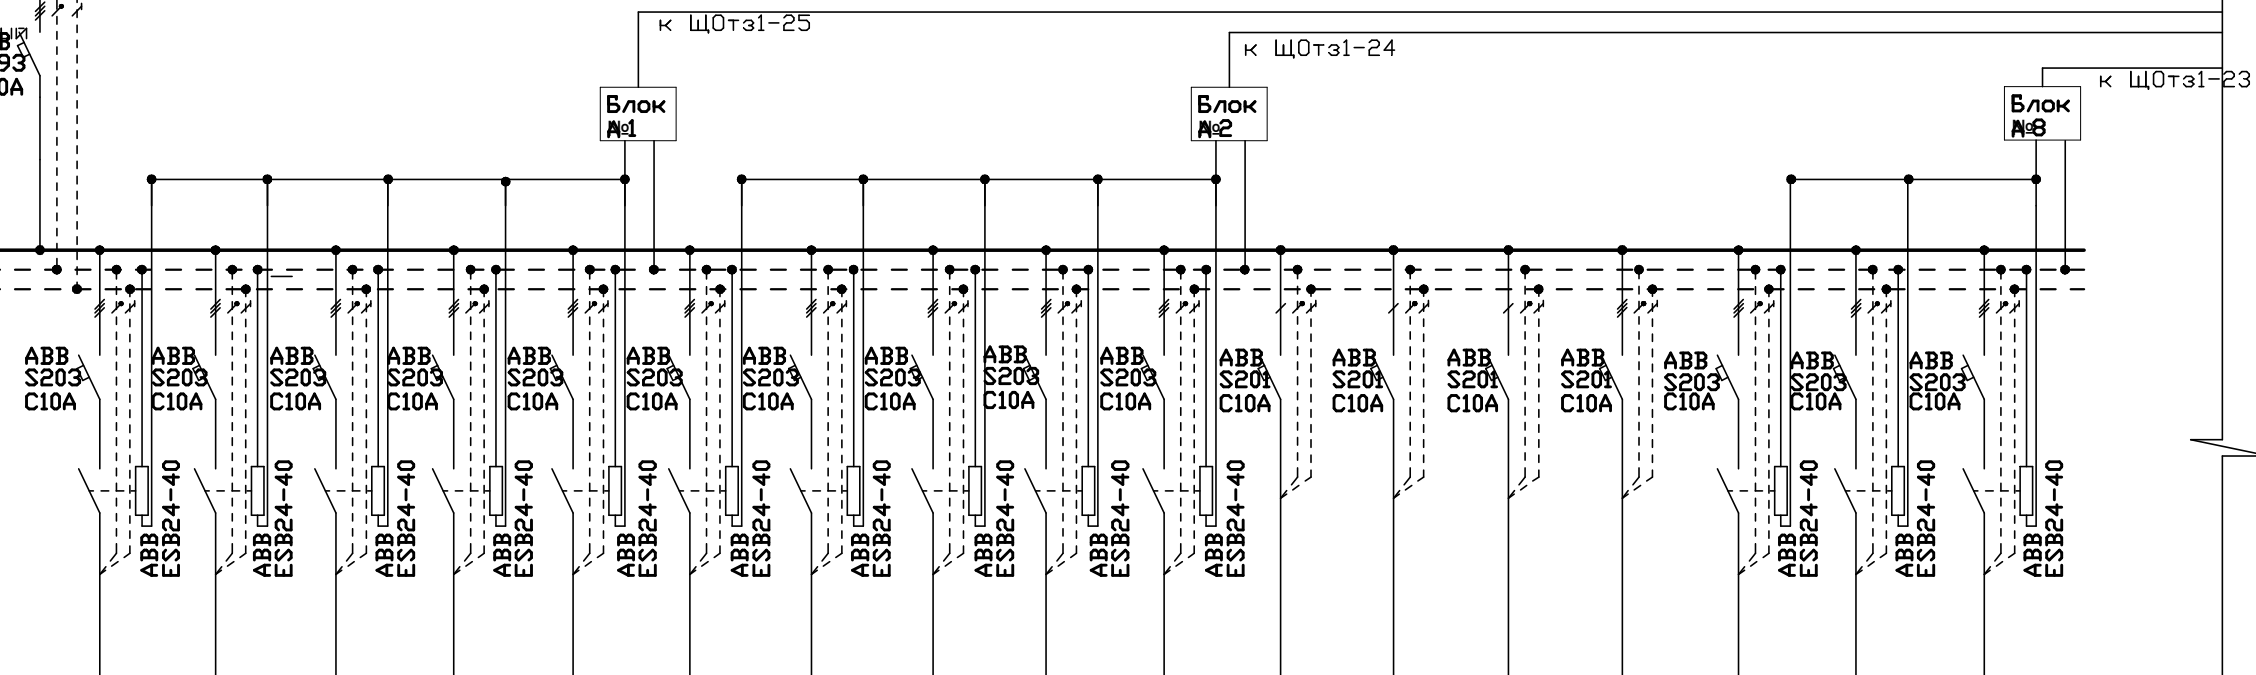 к ЩОтз1-25
к ЩОтз1-24
к ЩОтз1-23
93
0А
Блок
№1
Блок
№2
Блок
№8
ABB
S203
C10A
ABB
S203
C10A
ABB
S203
C10A
ABB
S203
C10A
ABB
S203
C10A
ABB
S203
C10A
ABB
S203
C10A
ABB
S203
C10A
ABB
S203
C10A
ABB
S203
C10A
ABB
S201
C10A
ABB
S201
C10A
ABB
S201
C10A
ABB
S201
C10A
ABB
S203
C10A
ABB
S203
C10A
ABB
S203
C10A
ABB
ESB24-40
ABB
ESB24-40
ABB
ESB24-40
ABB
ESB24-40
ABB
ESB24-40
ABB
ESB24-40
ABB
ESB24-40
ABB
ESB24-40
ABB
ESB24-40
ABB
ESB24-40
ABB
ESB24-40
ABB
ESB24-40
ABB
ESB24-40